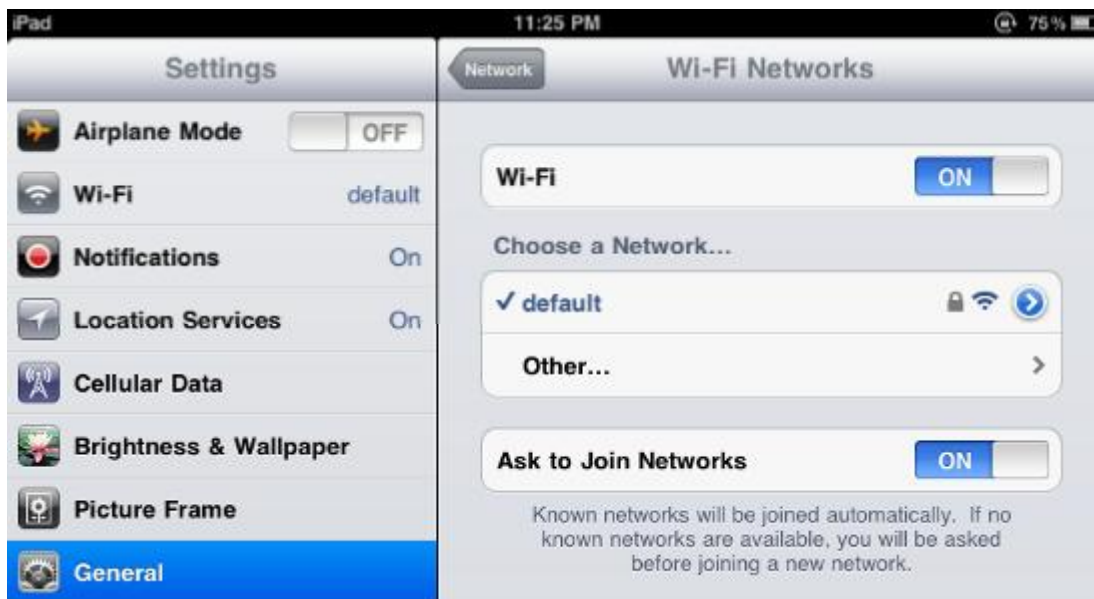 iPad 11:25 PM 75%
Settings
Airplane Mode OFF
Wi-Fi default
Notifications On
Location Services On
Cellular Data
Brightness & Wallpaper
Picture Frame
General
Network Wi-Fi Networks
Wi-Fi ON
Choose a Network...
✓ default
Other...
Ask to Join Networks ON
Known networks will be joined automatically. If no
known networks are available, you will be asked
before joining a new network.